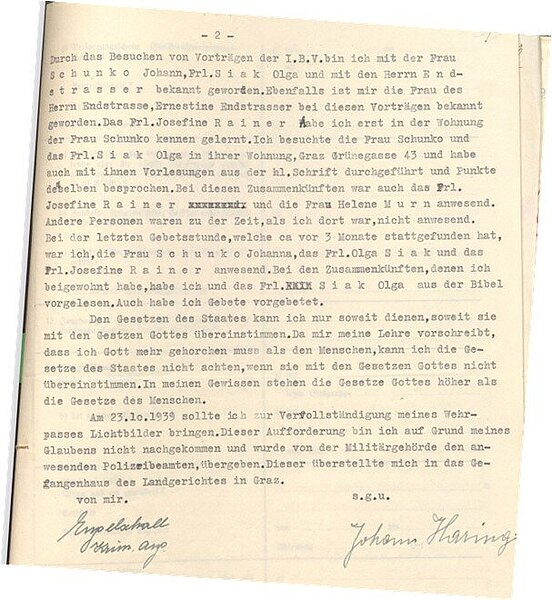 - 2 -
Durch das Besuchen von Vorträgen der I.B.V.bin ich mit der Frau
S c h u n k o Johann,Frl.S i a k Olga und mit den Herrn E n d-
s t r a s s e r bekannt geworden.Ebenfalls ist mir die Frau des
Herrn Endstrasse,Ernestine Endstrasser bei diesen Vorträgen bekannt
geworden.Das Frl.Josefine R a i n e r habe ich erst in der Wohnung
der Frau Schunko kennen gelernt.Ich besuchte die Frau Schunko und
das Frl.S i a k Olga in ihrer Wohnung,Graz Grünegasse 43 und habe
auch mit ihnen Vorlesungen aus der hl.Schrift durchgeführt und Punkte
deselben besprochen.Bei diesen Zusammenkünften war auch das Frl.
Josefine R a i n e r und die Frau Helene M u r n anwesend.
Andere Personen waren zu der Zeit,als ich dort war,nicht anwesend.
Bei der letzten Gebetsstunde,welche ca vor 3 Monate stattgefunden hat,
war ich,die Frau S c h u n k o Johanna,das Frl.Olga S i a k und das
Frl.Josefine R a i n e r anwesend.Bei den Zusammenkünften,denen ich
beigewohnt habe,habe ich und das Frl. S i a k Olga aus der Bibel
vorgelesen.Auch habe ich Gebete vorgebetet.
Den Gesetzen des Staates kann ich nur soweit dienen,soweit sie
mit den Gestzen Gottes übereinstimmen.Da mir meine Lehre vorschreibt,
dass ich Gott mehr gehorchen muss als den Menschen,kann ich die Ge-
setze des Staates nicht achten,wenn sie mit den Gesetzen Gottes nicht
übereinstimmen.In meinen Gewissen stehen die Gesetze Gottes höher als
die Gesetze des Menschen.
Am 23.1o.1939 sollte ich zur Vervollständigung meines Wehr-
passes Lichtbilder bringen.Dieser Aufforderung bin ich auf Grund meines
Glaubens nicht nachgekommen und wurde von der Militärgehörde den an-
wesenden Polizeibeamten,übergeben.Dieser überstellte mich in das Ge-
fangenhaus des Landgerichtes in Graz.
von mir. s.g.u.
Johann Haring